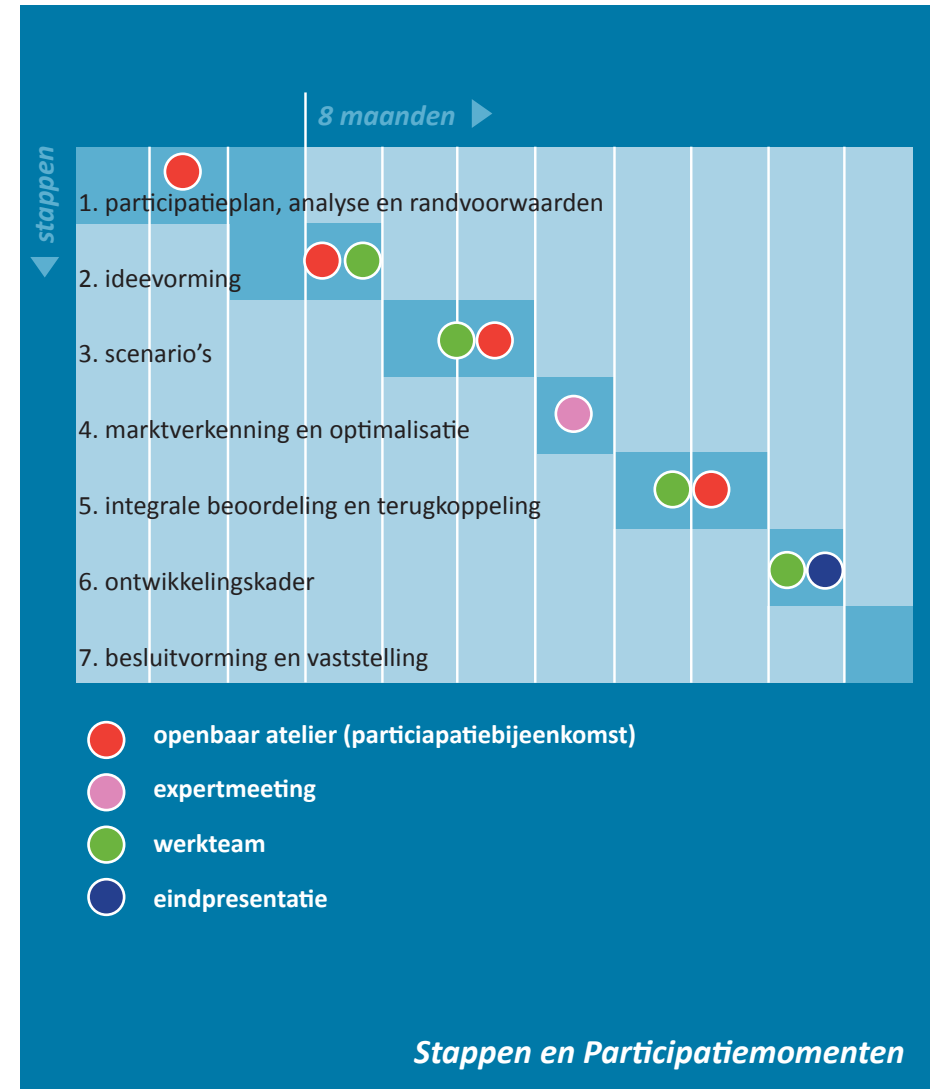 8 maanden
stappen
1. participatieplan, analyse en randvoorwaarden
2. ideevorming
3. scenario's
4. marktverkenning en optimalisatie
5. integrale beoordeling en terugkoppeling
6. ontwikkelingskader
7. besluitvorming en vaststelling
openbaar atelier (particiapatiebijeenkomst)
expertmeeting
werkteam
eindpresentatie
Stappen en Participatiemomenten